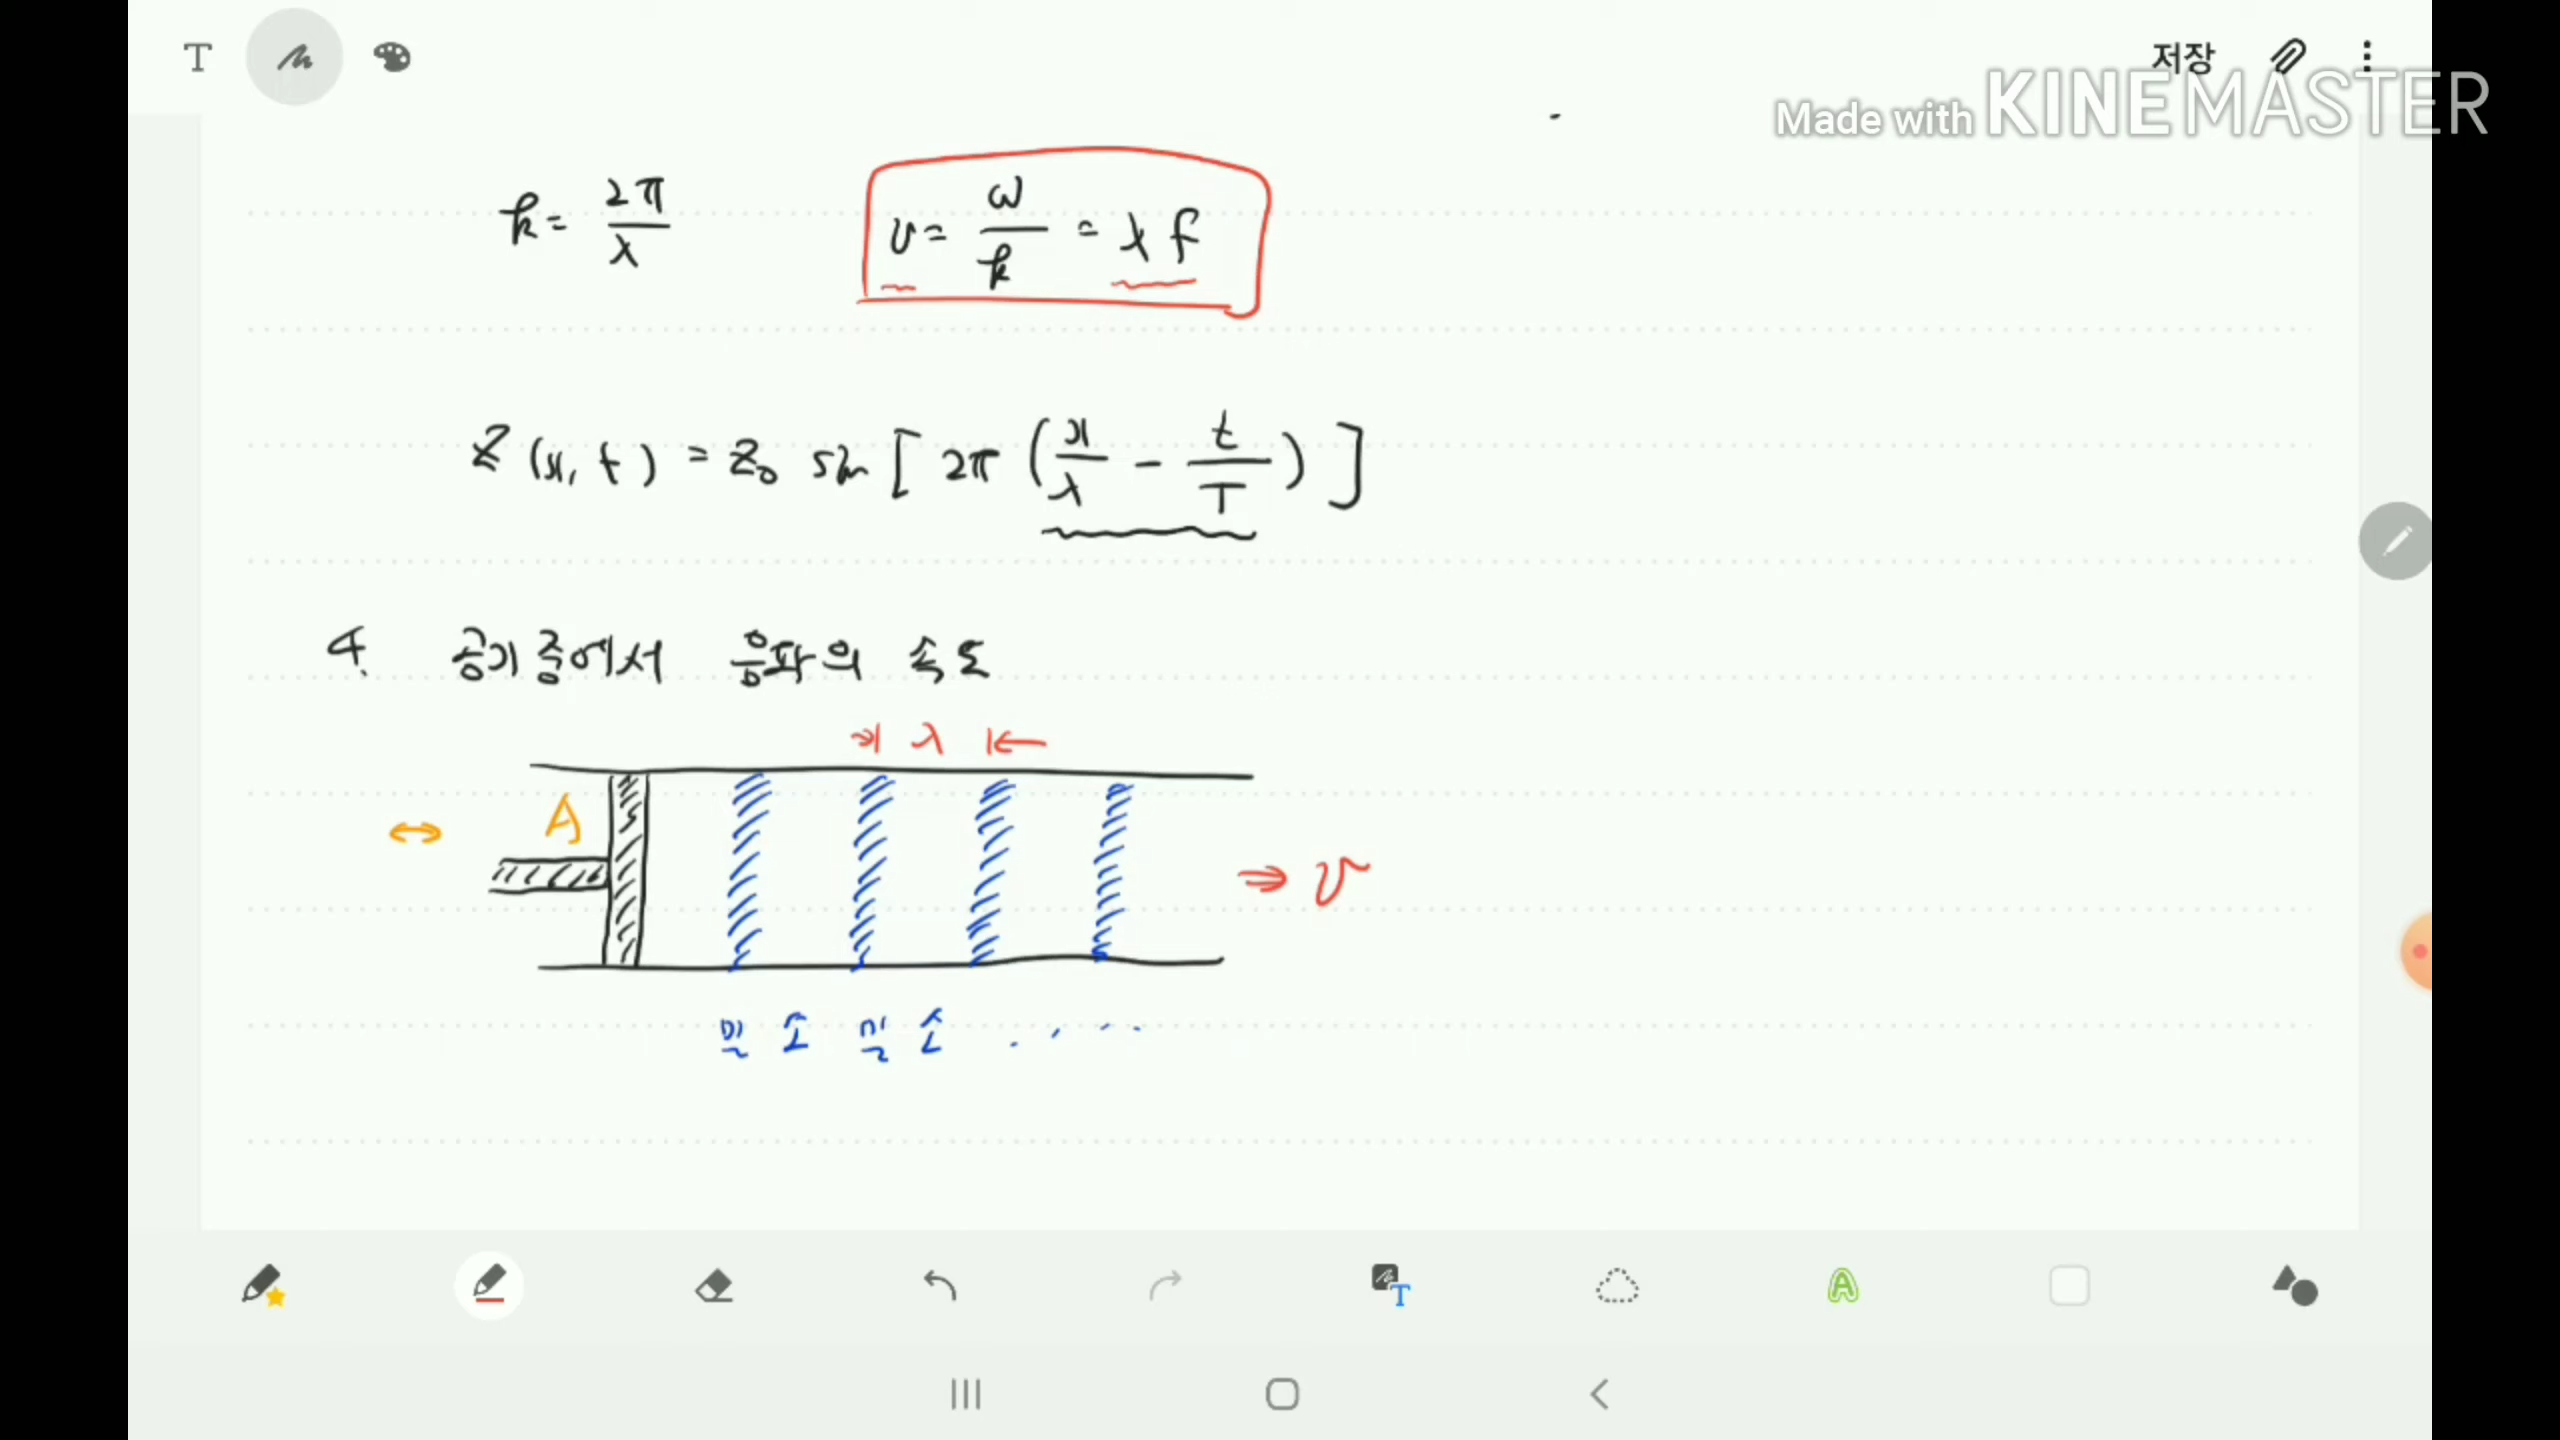 T
저장
Made with KINEMASTER
k = 2π/λ
v = ω/k = λf
Z(x, t) = Z₀ sin[2π(x/λ - t/T)]
4. 공기 중에서 음파의 속도
λ
A
v
밀 소 밀 소 . . . .
T
A